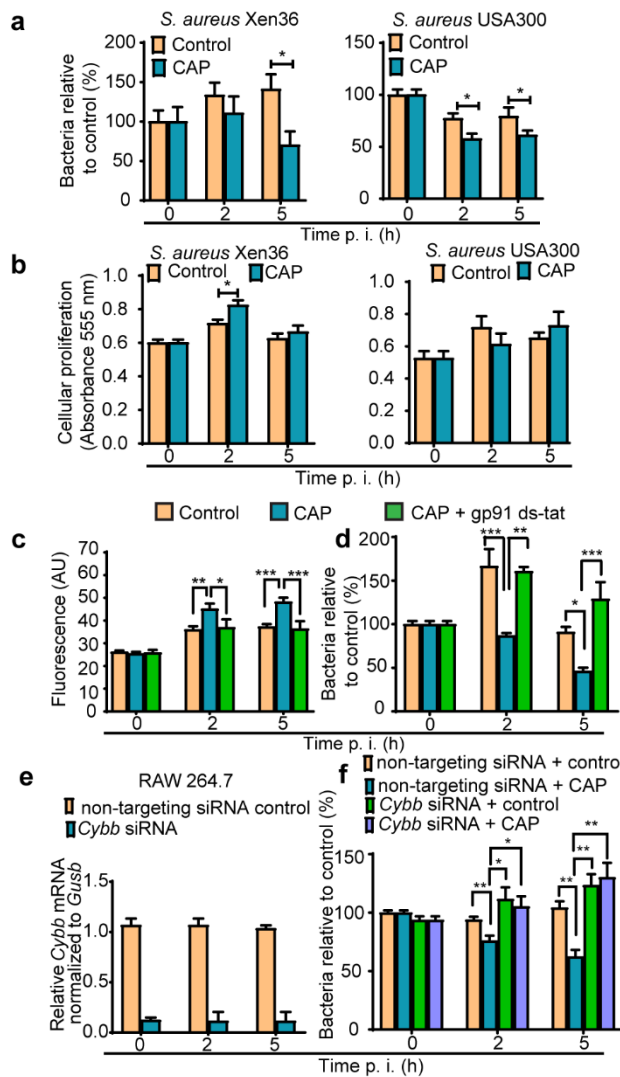 a
S. aureus Xen36
S. aureus USA300
Control
CAP
*
Bacteria relative
to control (%)
150
100
50
0
0 2 5
Control
CAP
* *
150
100
50
0
0 2 5
Time p. i. (h)
b
S. aureus Xen36
S. aureus USA300
Control CAP
*
Cellular proliferation
(Absorbance 555 nm)
1.0
0.8
0.6
0.4
0.2
0.0
0 2 5
Control CAP
1.0
0.8
0.6
0.4
0.2
0.0
0 2 5
Time p. i. (h)
Control CAP CAP + gp91 ds-tat
c
Fluorescence (AU)
60
50
40
30
20
10
0
** * *** ***
0 2 5
d
Bacteria relative
to control (%)
200
150
100
50
0
*** ** * ***
0 2 5
Time p. i. (h)
e
RAW 264.7
non-targeting siRNA control
Cybb siRNA
Relative Cybb mRNA
normalized to Gusb
1.5
1.0
0.5
0.0
0 2 5
f
non-targeting siRNA + control
non-targeting siRNA + CAP
Cybb siRNA + control
Cybb siRNA + CAP
Bacteria relative to control (%)
150
100
50
0
** * * ** ** **
0 2 5
Time p. i. (h)